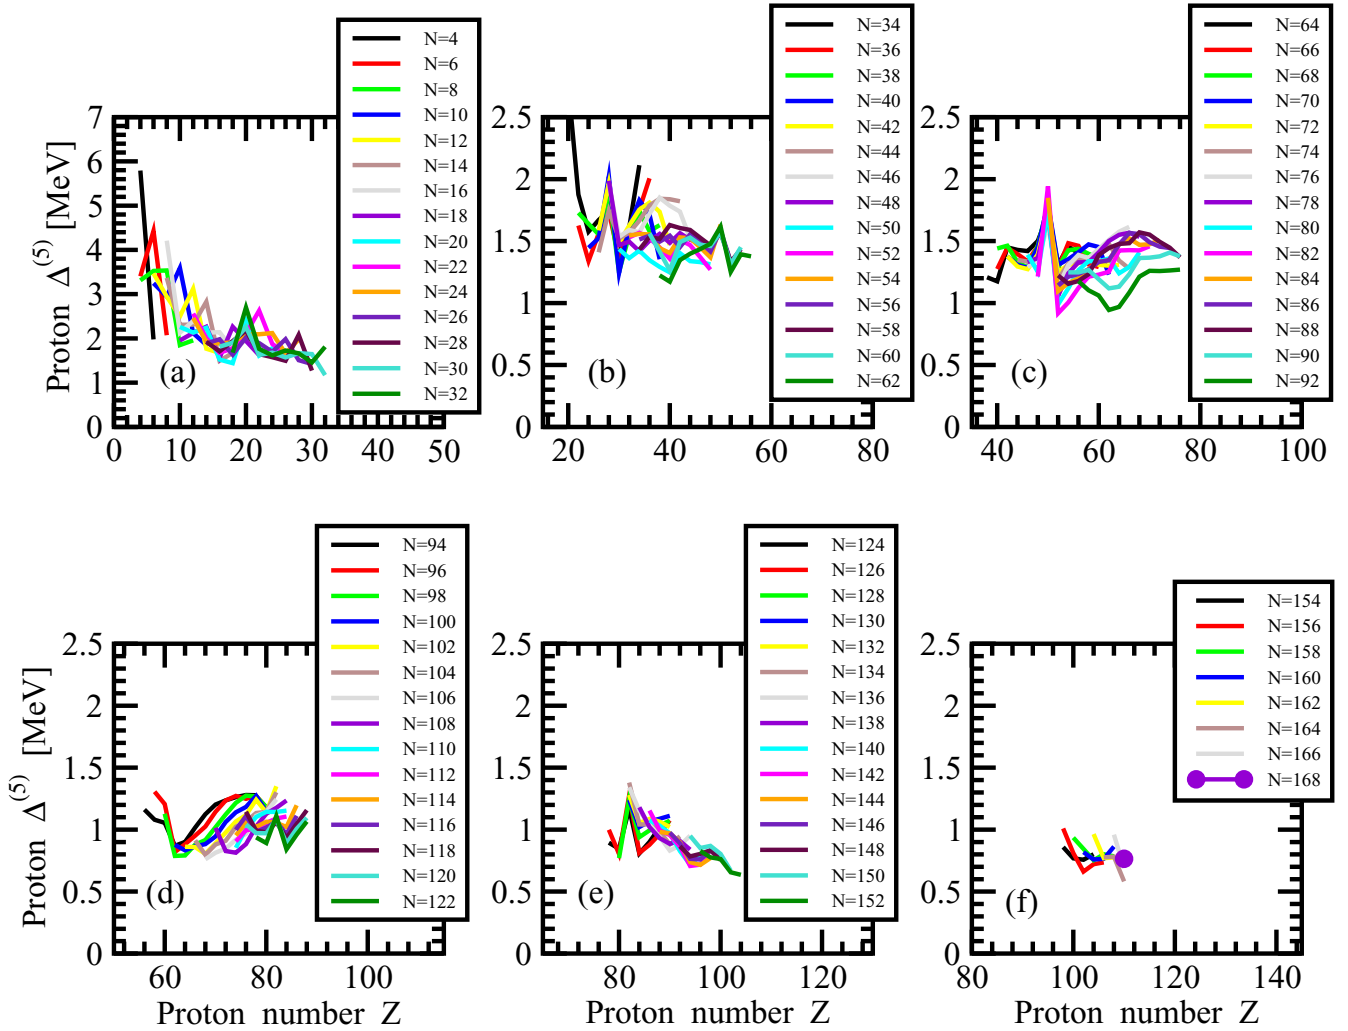 N=4
N=6
N=8
N=10
N=12
N=14
N=16
N=18
N=20
N=22
N=24
N=26
N=28
N=30
N=32
7
6
5
4
3
2
1
0
0 10 20 30 40 50
Proton Δ(5) [MeV]
(a)
N=34
N=36
N=38
N=40
N=42
N=44
N=46
N=48
N=50
N=52
N=54
N=56
N=58
N=60
N=62
2.5
2
1.5
1
0.5
0
20 40 60 80
(b)
N=64
N=66
N=68
N=70
N=72
N=74
N=76
N=78
N=80
N=82
N=84
N=86
N=88
N=90
N=92
2.5
2
1.5
1
0.5
0
40 60 80 100
(c)
N=94
N=96
N=98
N=100
N=102
N=104
N=106
N=108
N=110
N=112
N=114
N=116
N=118
N=120
N=122
2.5
2
1.5
1
0.5
0
60 80 100
Proton Δ(5) [MeV]
Proton number Z
(d)
N=124
N=126
N=128
N=130
N=132
N=134
N=136
N=138
N=140
N=142
N=144
N=146
N=148
N=150
N=152
2.5
2
1.5
1
0.5
0
80 100 120
Proton number Z
(e)
N=154
N=156
N=158
N=160
N=162
N=164
N=166
N=168
2.5
2
1.5
1
0.5
0
80 100 120 140
Proton number Z
(f)